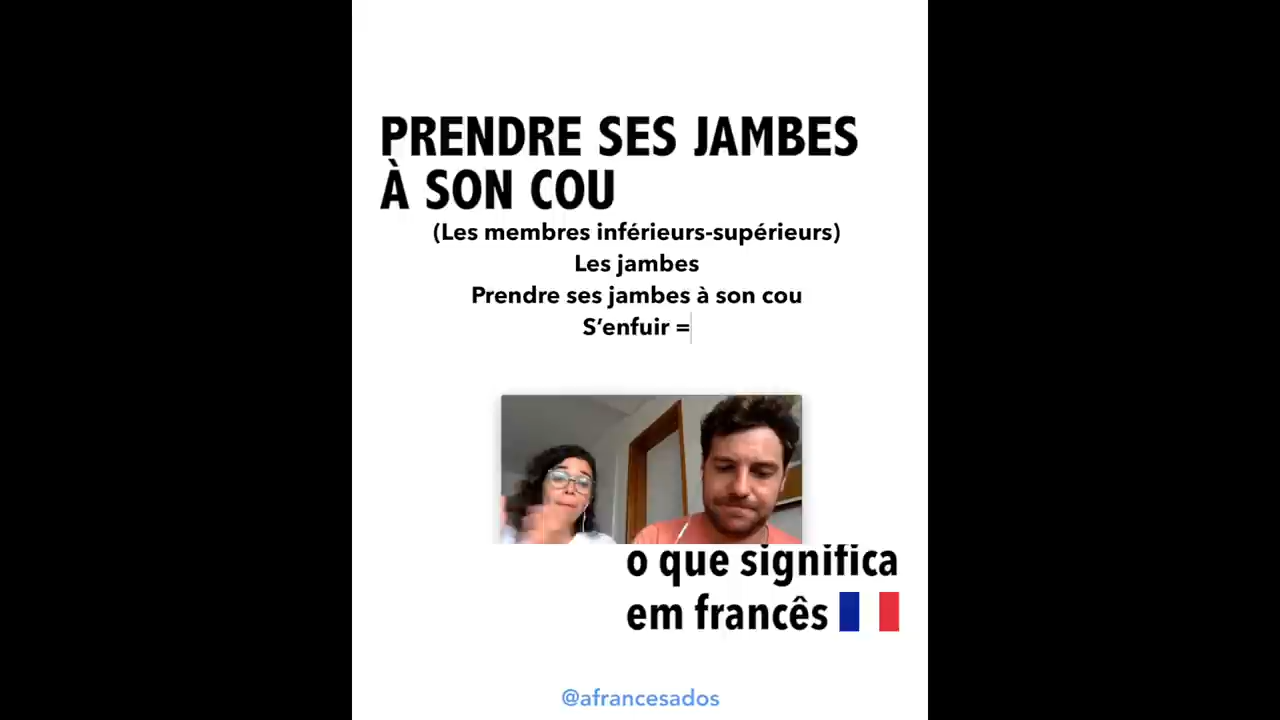 PRENDRE SES JAMBES
À SON COU
(Les membres inférieurs-supérieurs)
Les jambes
Prendre ses jambes à son cou
S’enfuir =
o que significa
em francês
@afrancesados